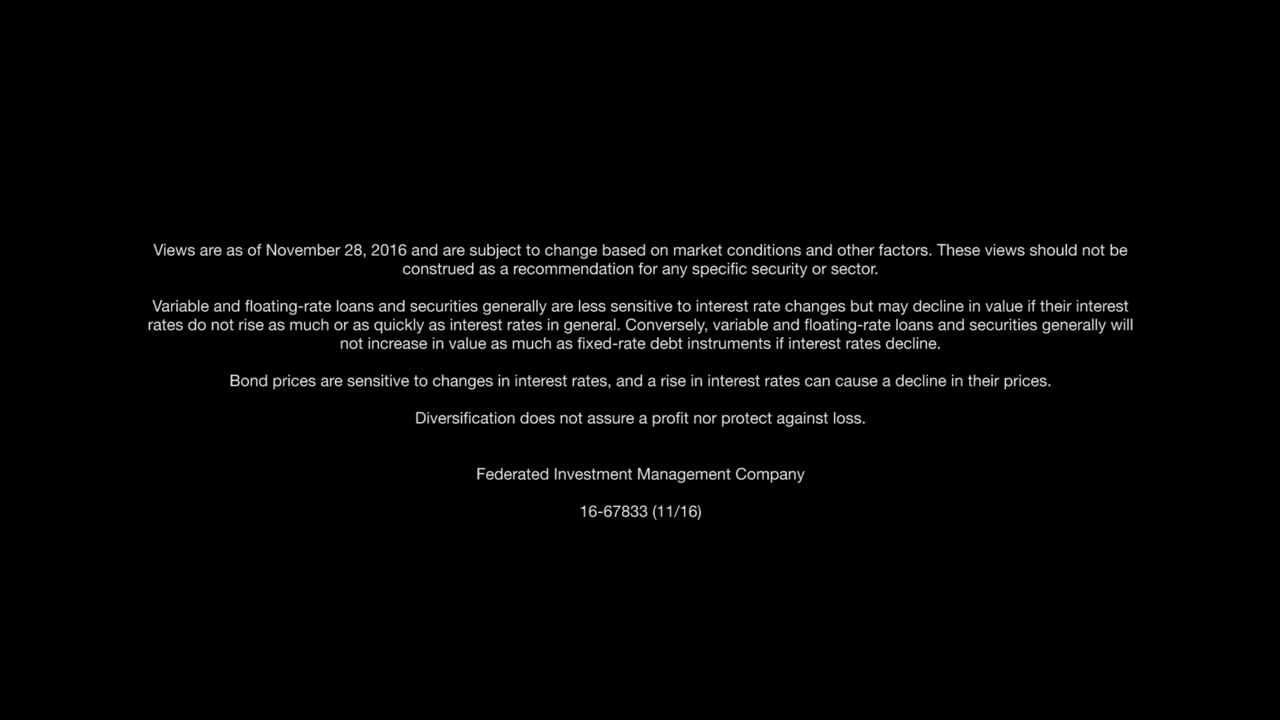 Views are as of November 28, 2016 and are subject to change based on market conditions and other factors. These views should not be
construed as a recommendation for any specific security or sector.
Variable and floating-rate loans and securities generally are less sensitive to interest rate changes but may decline in value if their interest
rates do not rise as much or as quickly as interest rates in general. Conversely, variable and floating-rate loans and securities generally will
not increase in value as much as fixed-rate debt instruments if interest rates decline.
Bond prices are sensitive to changes in interest rates, and a rise in interest rates can cause a decline in their prices.
Diversification does not assure a profit nor protect against loss.
Federated Investment Management Company
16-67833 (11/16)